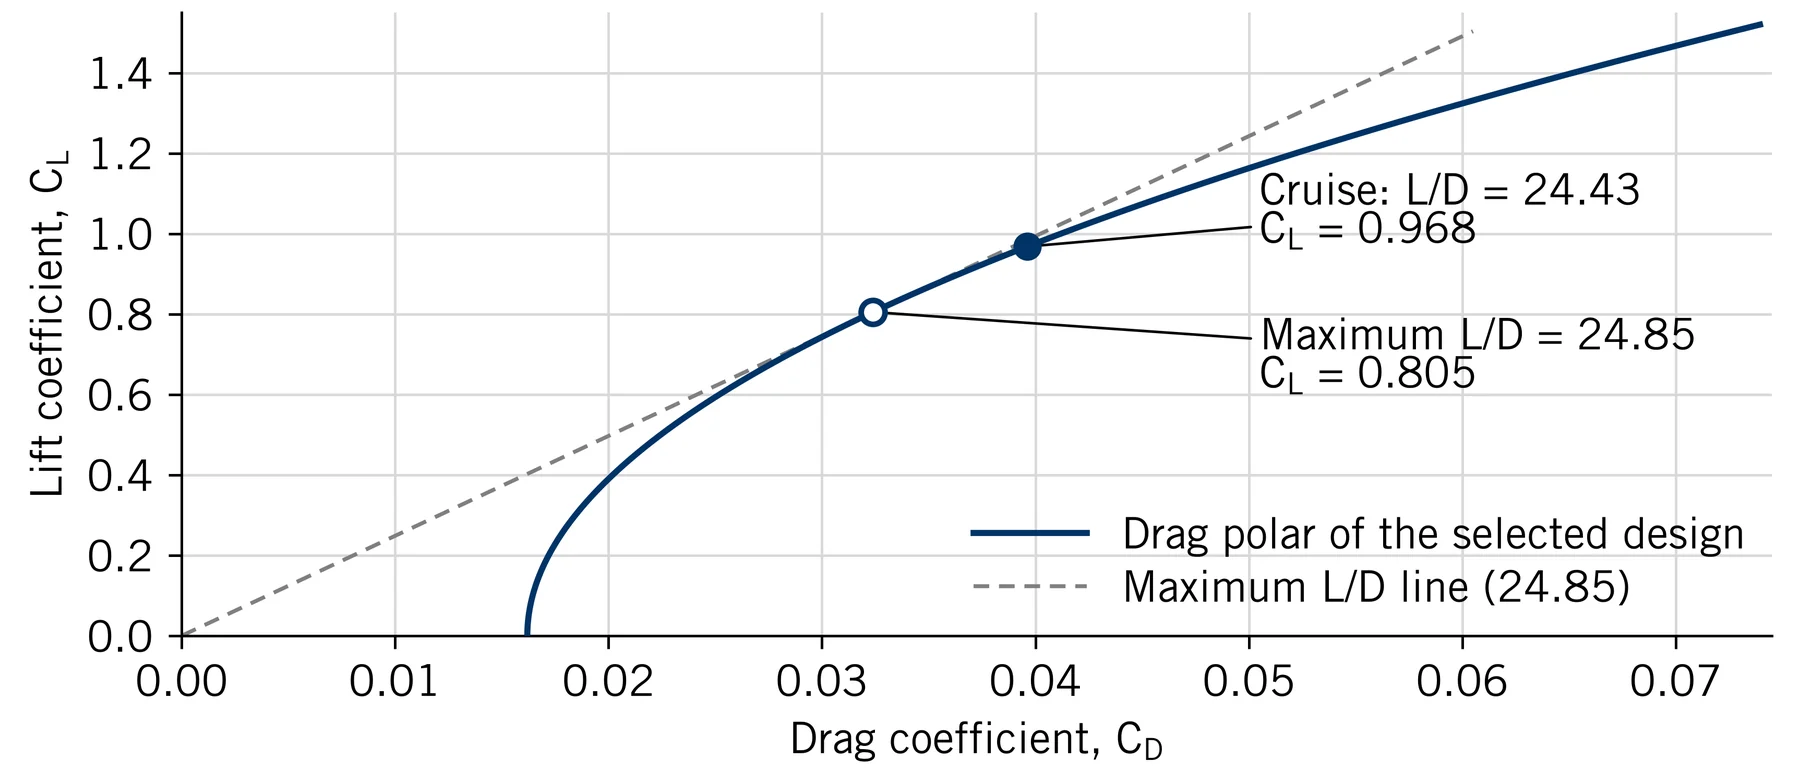 Lift coefficient, CL
1.4
1.2
1.0
0.8
0.6
0.4
0.2
0.0
Cruise: L/D = 24.43
CL = 0.968
Maximum L/D = 24.85
CL = 0.805
Drag polar of the selected design
Maximum L/D line (24.85)
0.00 0.01 0.02 0.03 0.04 0.05 0.06 0.07
Drag coefficient, CD